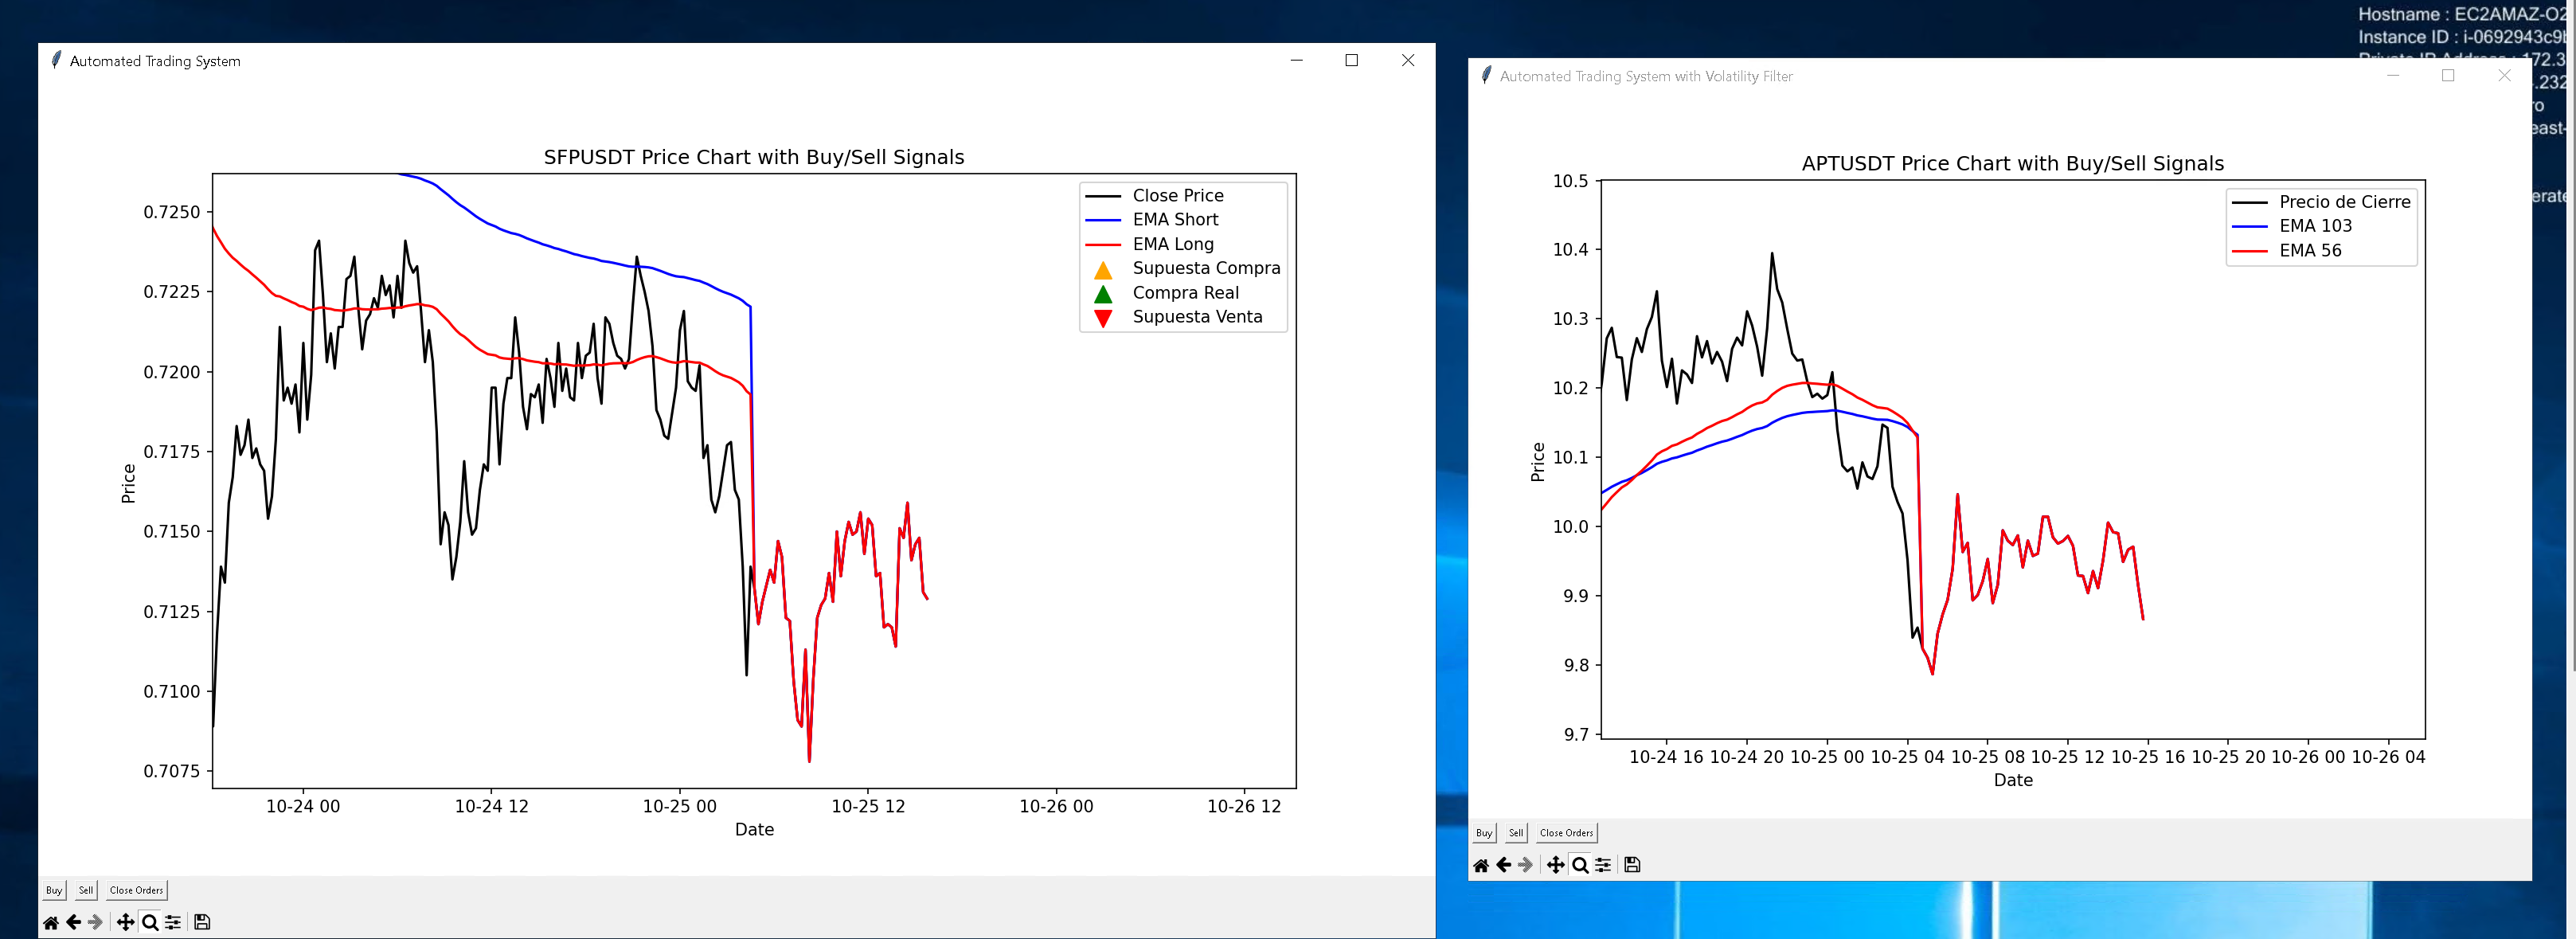 Hostname : EC2AMAZ-O2
Instance ID : i-0692943c9b
172.3
.232
ro
east-
erate
Automated Trading System
SFPUSDT Price Chart with Buy/Sell Signals
Close Price
EMA Short
EMA Long
Supuesta Compra
Compra Real
Supuesta Venta
0.7250
0.7225
0.7200
0.7175
0.7150
0.7125
0.7100
0.7075
Price
10-24 00 10-24 12 10-25 00 10-25 12 10-26 00 10-26 12
Date
Buy Sell Close Orders
Automated Trading System with Volatility Filter
APTUSDT Price Chart with Buy/Sell Signals
Precio de Cierre
EMA 103
EMA 56
10.5
10.4
10.3
10.2
10.1
10.0
9.9
9.8
9.7
Price
10-24 16 10-24 20 10-25 00 10-25 04 10-25 08 10-25 12 10-25 16 10-25 20 10-26 00 10-26 04
Date
Buy Sell Close Orders